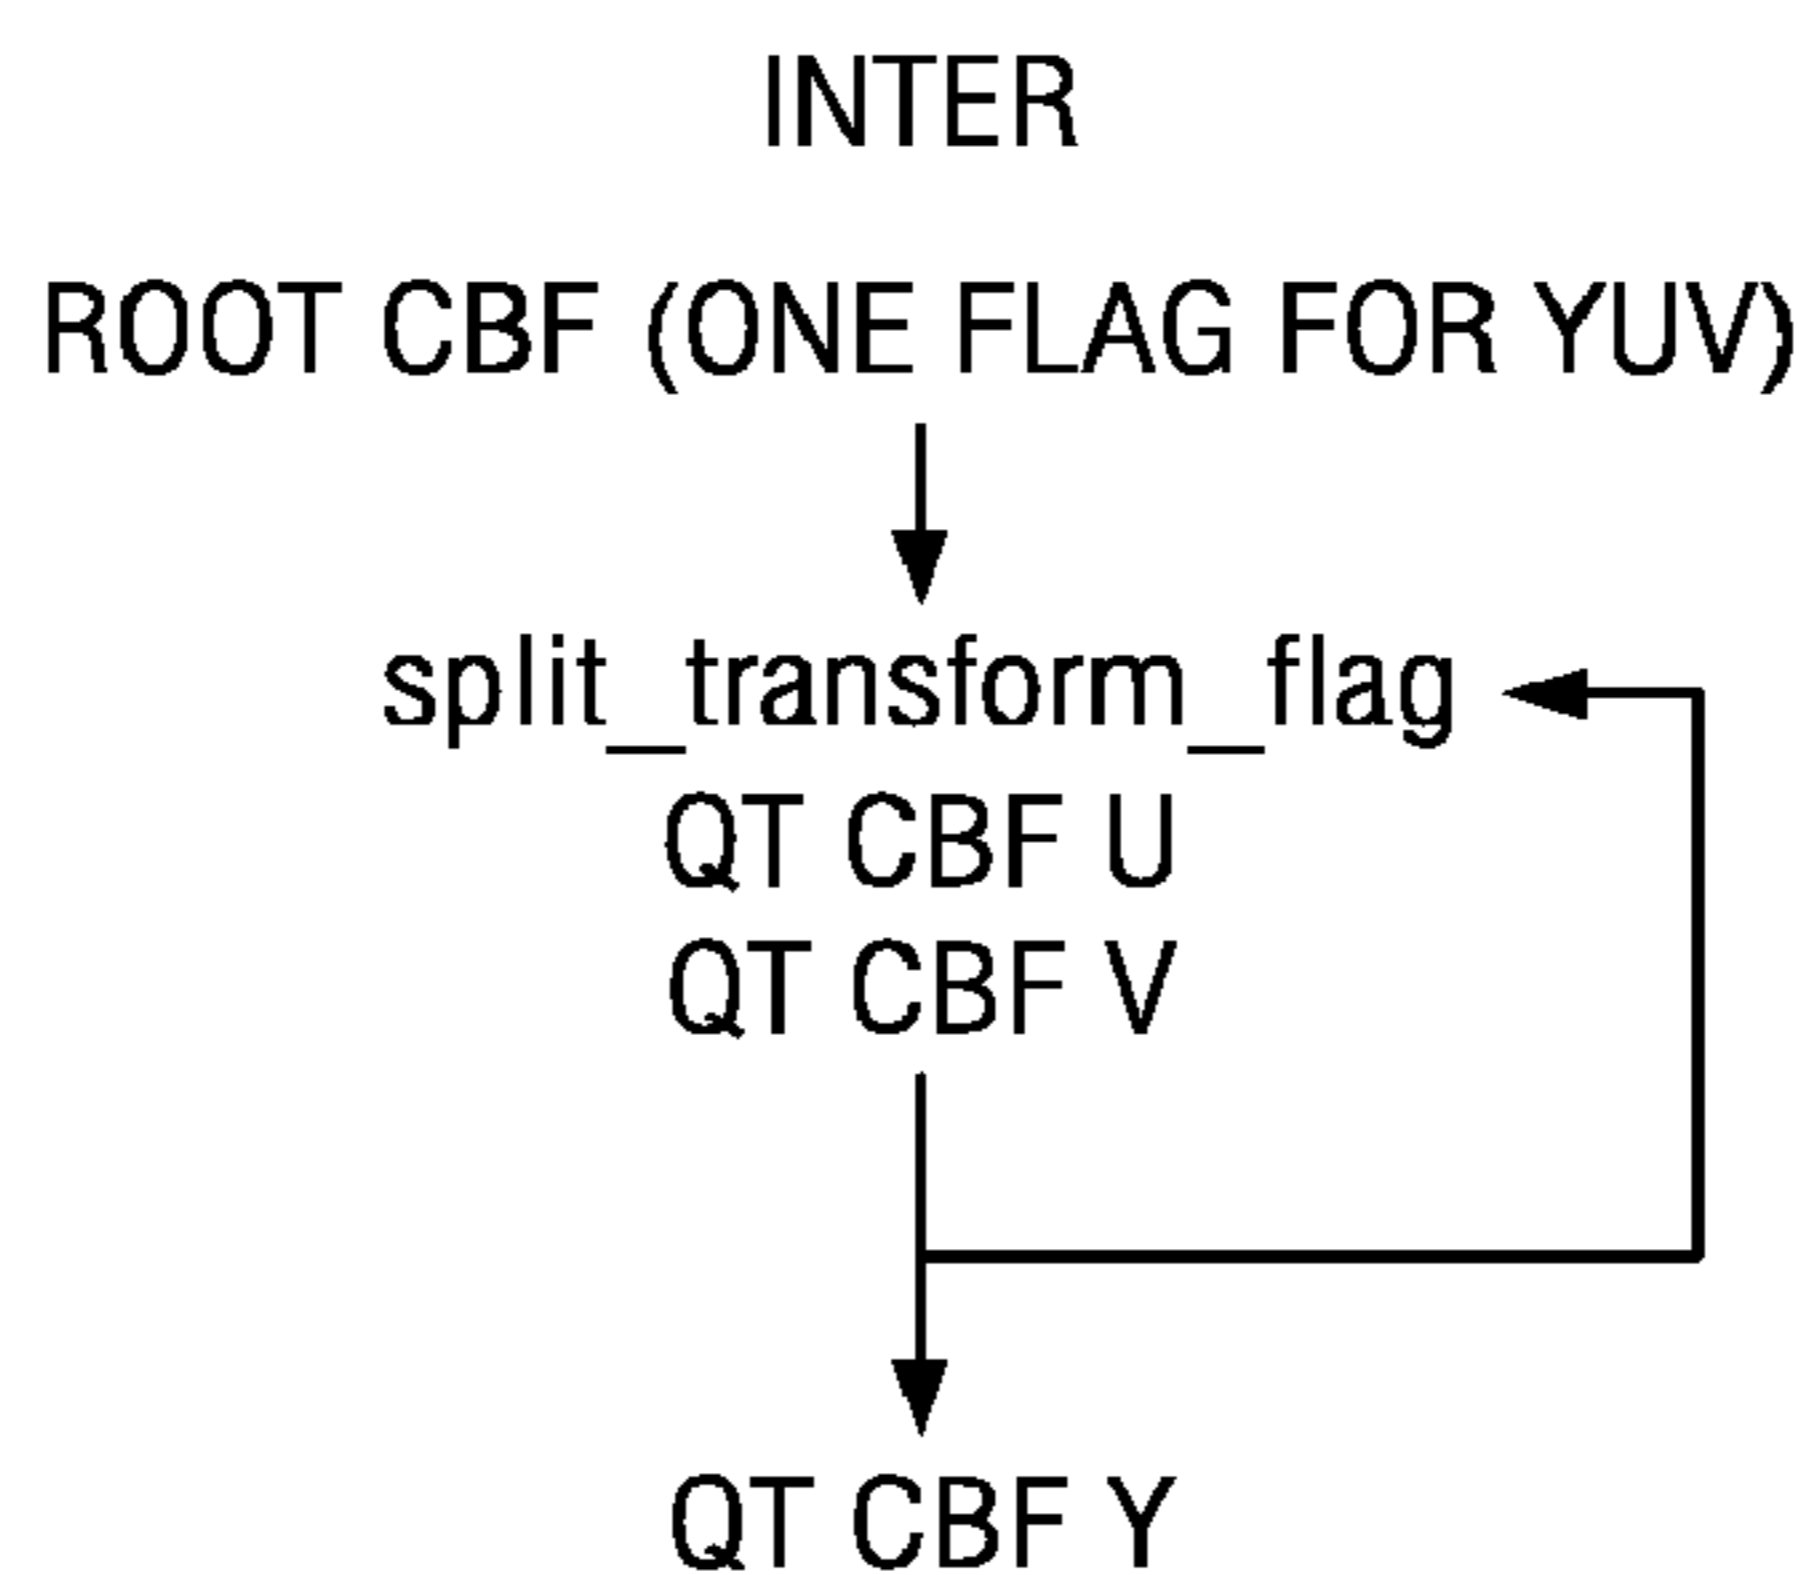 INTER
ROOT CBF (ONE FLAG FOR YUV)
split_transform_flag
QT CBF U
QT CBF V
QT CBF Y